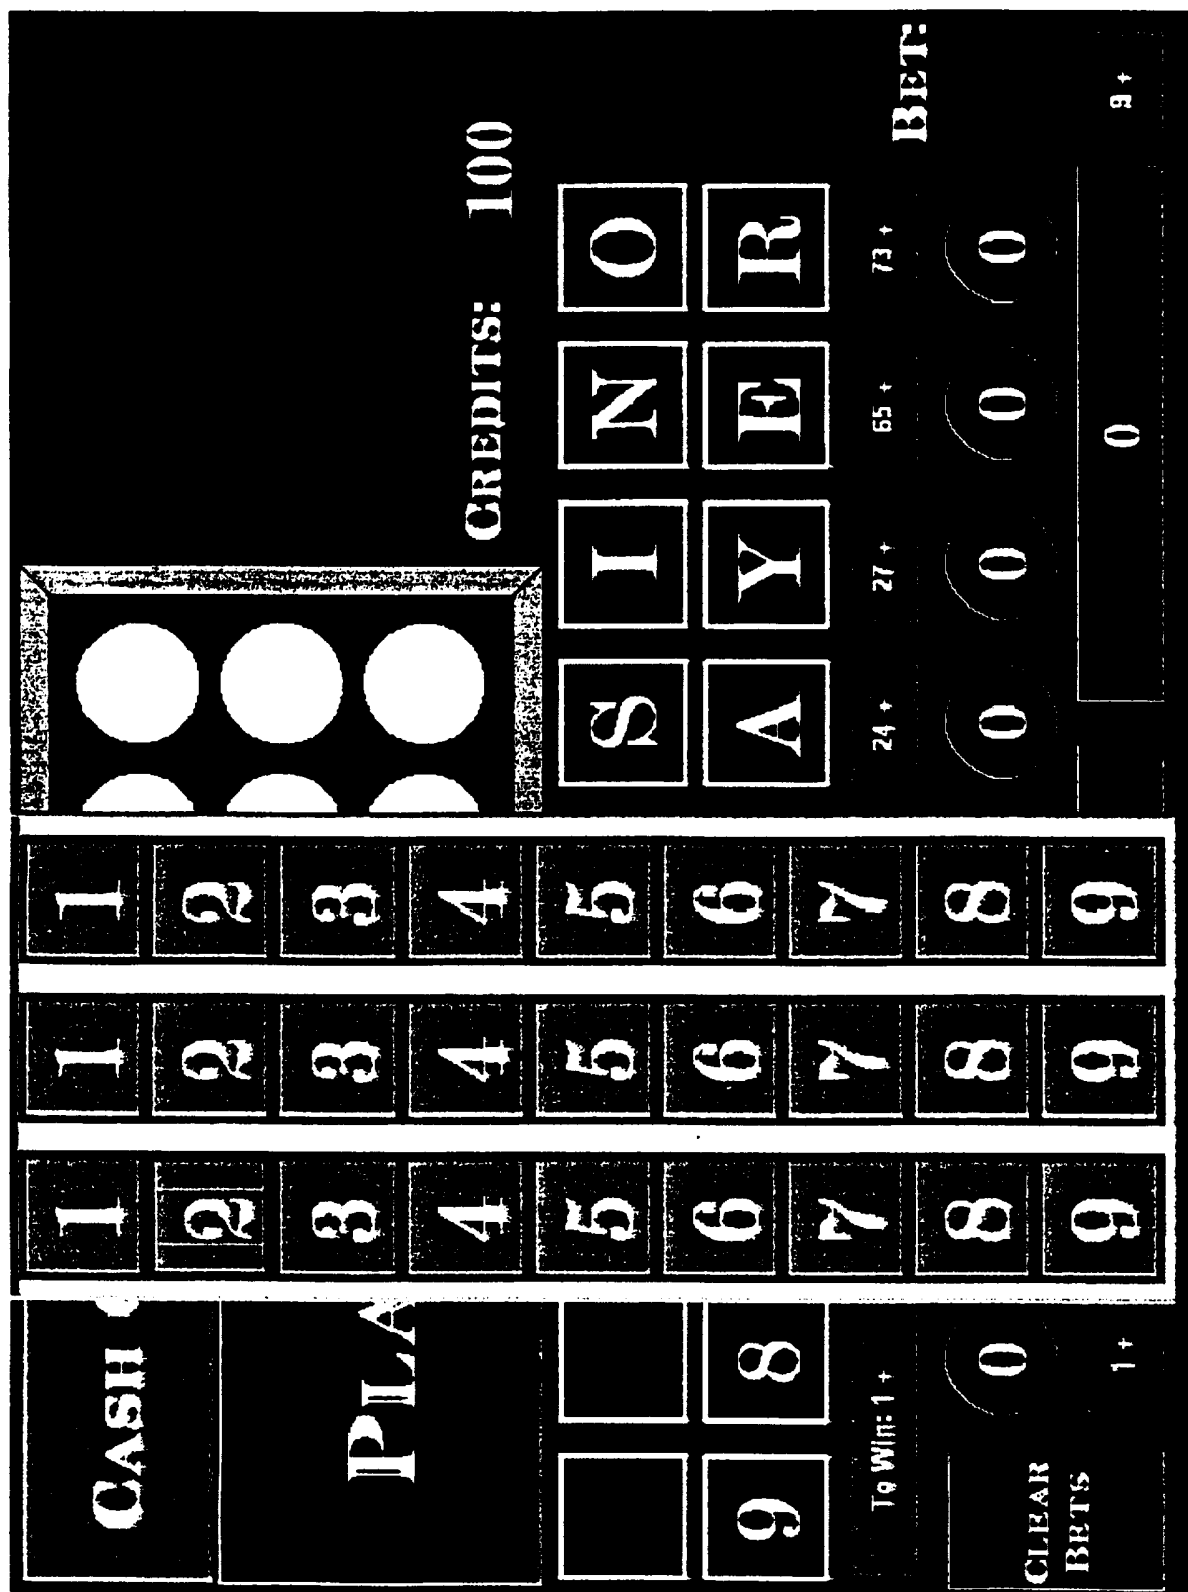 CASH
1 1 1
2 2 2
3 3 3
PLA
4 4 4
CREDITS: 100
5 5 5
S I N O
6 6 6
9 8 A Y E R
7 7 7
To Win: 1 + 24 + 27 + 65 + 73 +
BET:
8 8 8
0 0 0 0 0
CLEAR
BETS
9 9 9
1 + 0 9 +